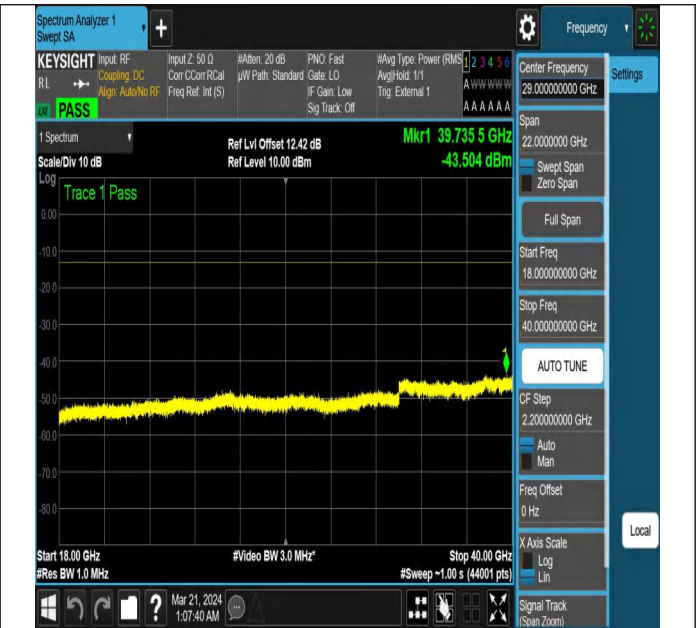 Spectrum Analyzer 1
Swept SA
+
Frequency
KEYSIGHT
RL
PASS
Input: RF
Coupling: DC
Align: Auto/No RF
Input Z: 50 Ω
Corr CCorr RCal
Freq Ref: Int (S)
#Atten: 20 dB
µW Path: Standard
PNO: Fast
Gate: LO
IF Gain: Low
Sig Track: Off
#Avg Type: Power (RMS)
Avg|Hold: 1/1
Trig: External 1
1 2 3 4 5 6
A W W W W W
A A A A A A
Center Frequency
29.000000000 GHz
Settings
Span
22.0000000 GHz
Swept Span
Zero Span
Full Span
Start Freq
18.000000000 GHz
Stop Freq
40.000000000 GHz
AUTO TUNE
CF Step
2.200000000 GHz
Auto
Man
Freq Offset
0 Hz
X Axis Scale
Log
Lin
Signal Track
(Span Zoom)
Local
1 Spectrum
Scale/Div 10 dB
Ref Lvl Offset 12.42 dB
Ref Level 10.00 dBm
Mkr1 39.735 5 GHz
-43.504 dBm
Log
Trace 1 Pass
0.00
-10.0
-20.0
-30.0
-40.0
-50.0
-60.0
-70.0
-80.0
1
Start 18.00 GHz
#Res BW 1.0 MHz
#Video BW 3.0 MHz*
Stop 40.00 GHz
#Sweep ~1.00 s (44001 pts)
?
Mar 21, 2024
1:07:40 AM